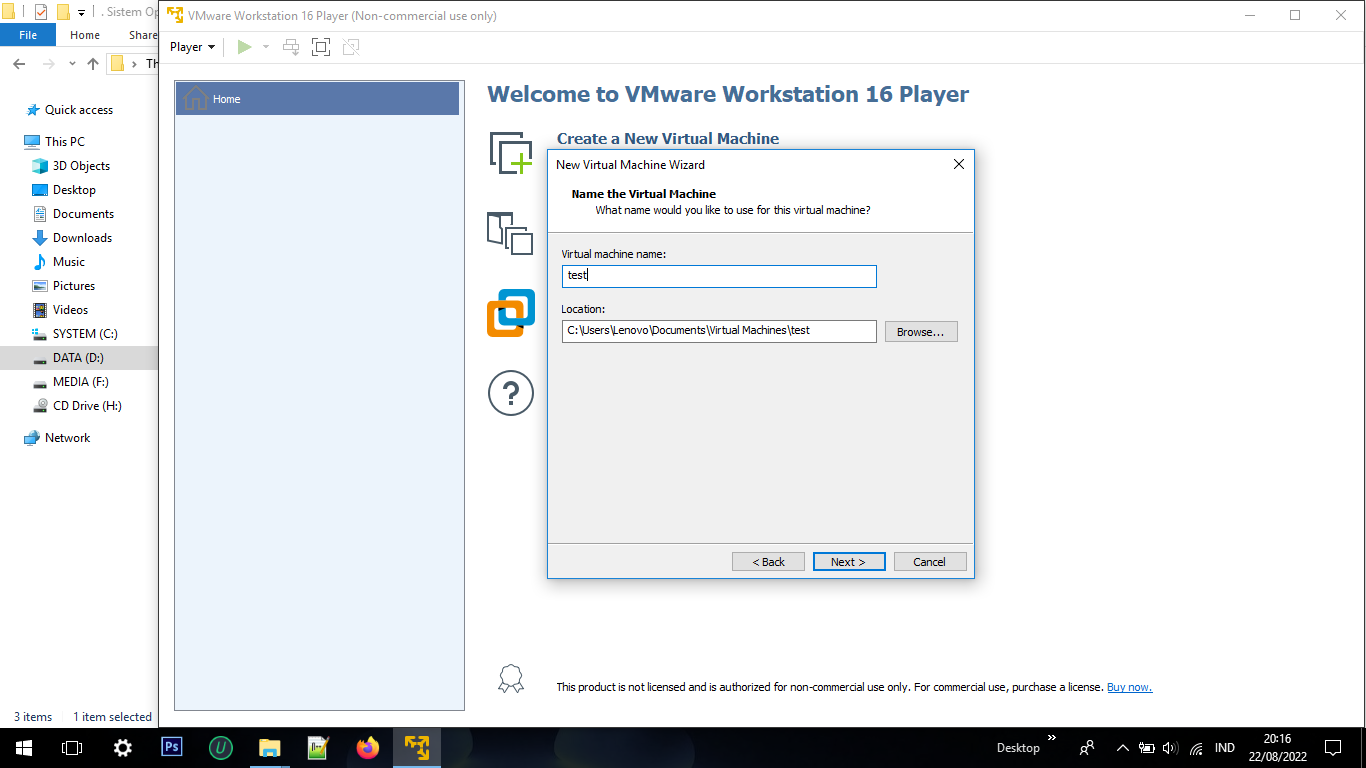 . Sistem Op
VMware Workstation 16 Player (Non-commercial use only)
File
Home
Share
Player
Th
Quick access
This PC
3D Objects
Desktop
Documents
Downloads
Music
Pictures
Videos
SYSTEM (C:)
DATA (D:)
MEDIA (F:)
CD Drive (H:)
Network
3 items
1 item selected
Home
Welcome to VMware Workstation 16 Player
Create a New Virtual Machine
New Virtual Machine Wizard
Name the Virtual Machine
What name would you like to use for this virtual machine?
Virtual machine name:
test
Location:
C:\Users\Lenovo\Documents\Virtual Machines\test
Browse...
< Back
Next >
Cancel
?
This product is not licensed and is authorized for non-commercial use only. For commercial use, purchase a license. Buy now.
Ps
U
Desktop
»
IND
20:16
22/08/2022